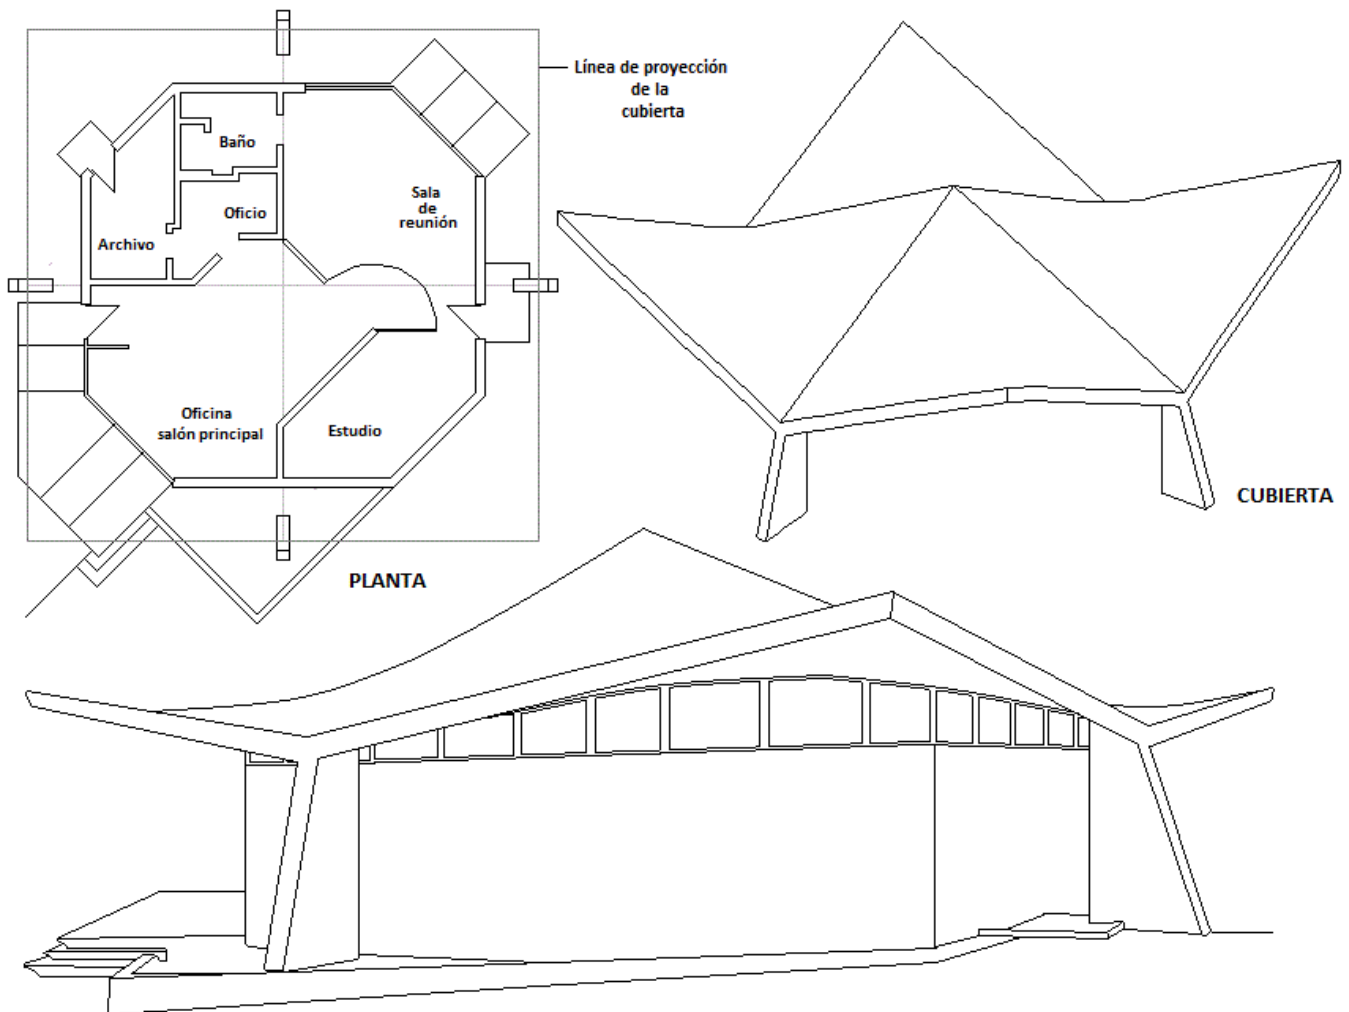 Línea de proyección
de la
cubierta
Baño
Sala
de
reunión
Oficio
Archivo
Oficina
salón principal
Estudio
PLANTA
CUBIERTA